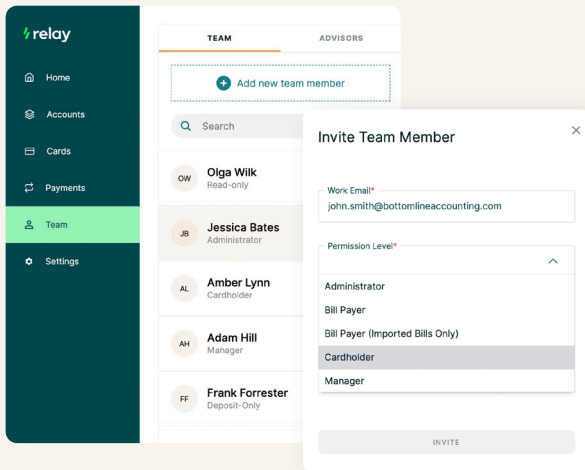 relay
Home
Accounts
Cards
Payments
Team
Settings
TEAM
ADVISORS
Add new team member
Search
OW
Olga Wilk
Read-only
JB
Jessica Bates
Administrator
AL
Amber Lynn
Cardholder
AH
Adam Hill
Manager
FF
Frank Forrester
Deposit-Only
Invite Team Member
Work Email*
john.smith@bottomlineaccounting.com
Permission Level*
Administrator
Bill Payer
Bill Payer (Imported Bills Only)
Cardholder
Manager
INVITE